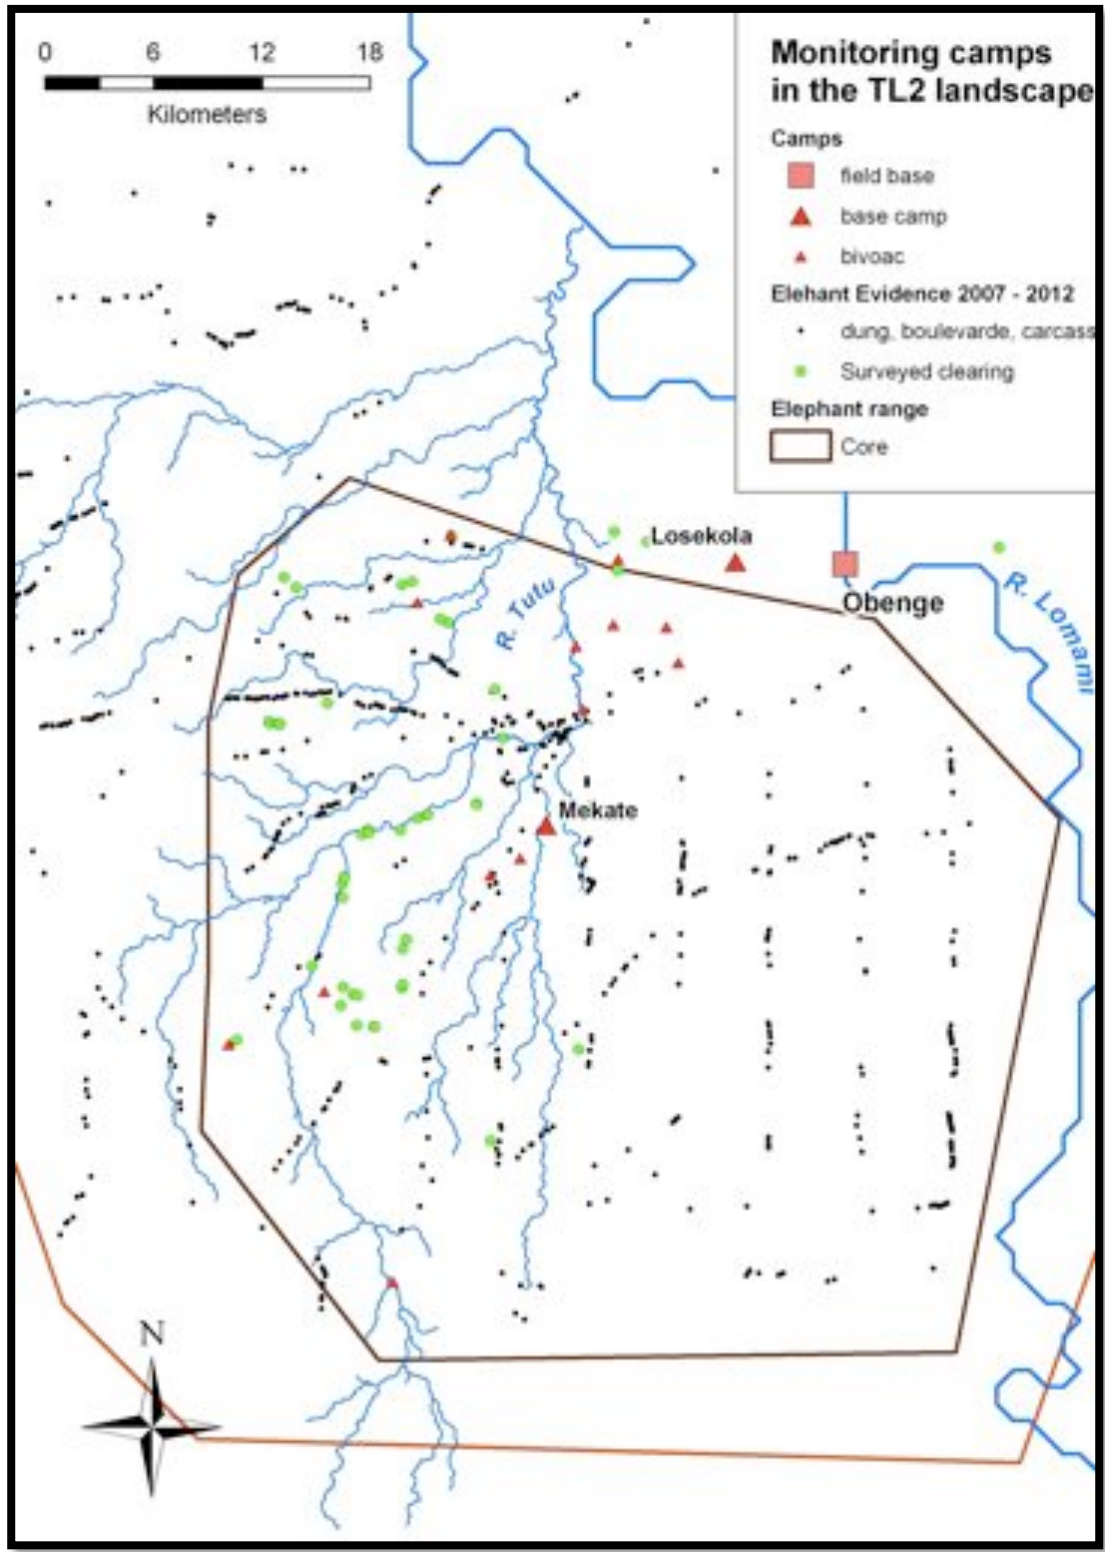 0 6 12 18
Kilometers
Monitoring camps
in the TL2 landscape
Camps
field base
base camp
bivoac
Elehant Evidence 2007 - 2012
dung, boulevarde, carcass
Surveyed clearing
Elephant range
Core
Losekola
Obenge
R. Tutu
R. Lomami
Mekate
N